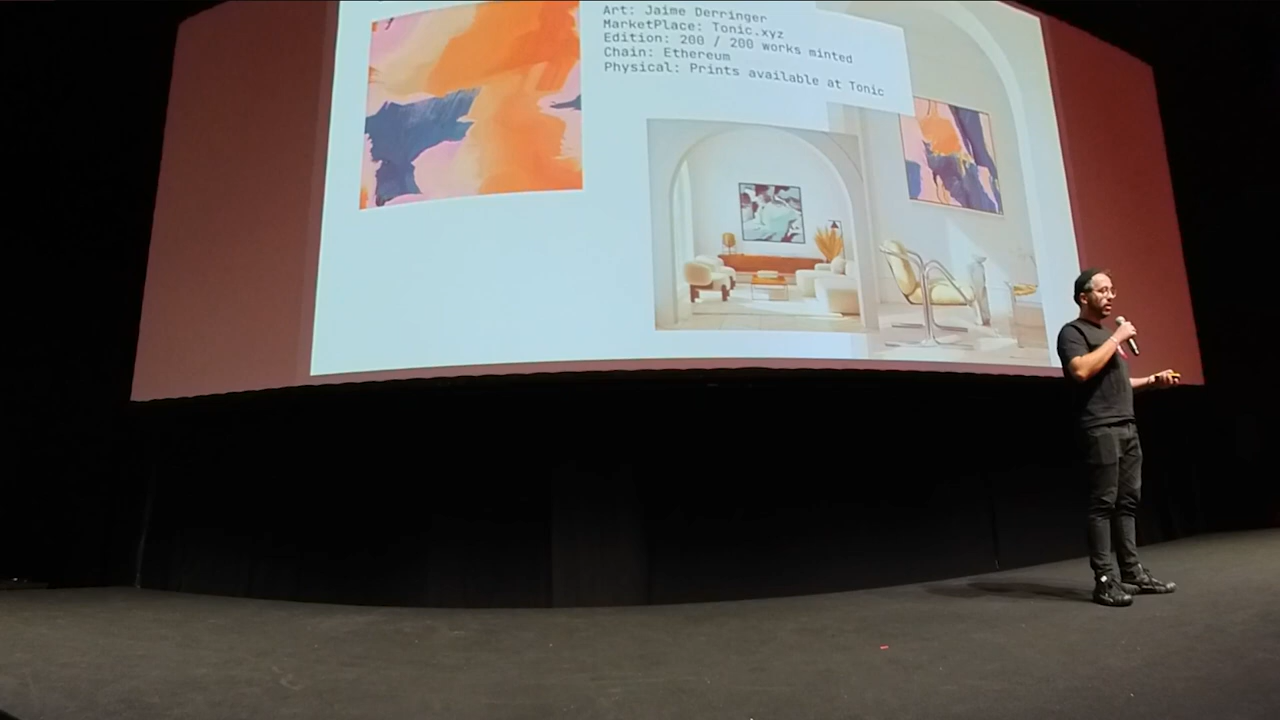 Art: Jaime Derringer
MarketPlace: Tonic.xyz
Edition: 200 / 200 works minted
Chain: Ethereum
Physical: Prints available at Tonic